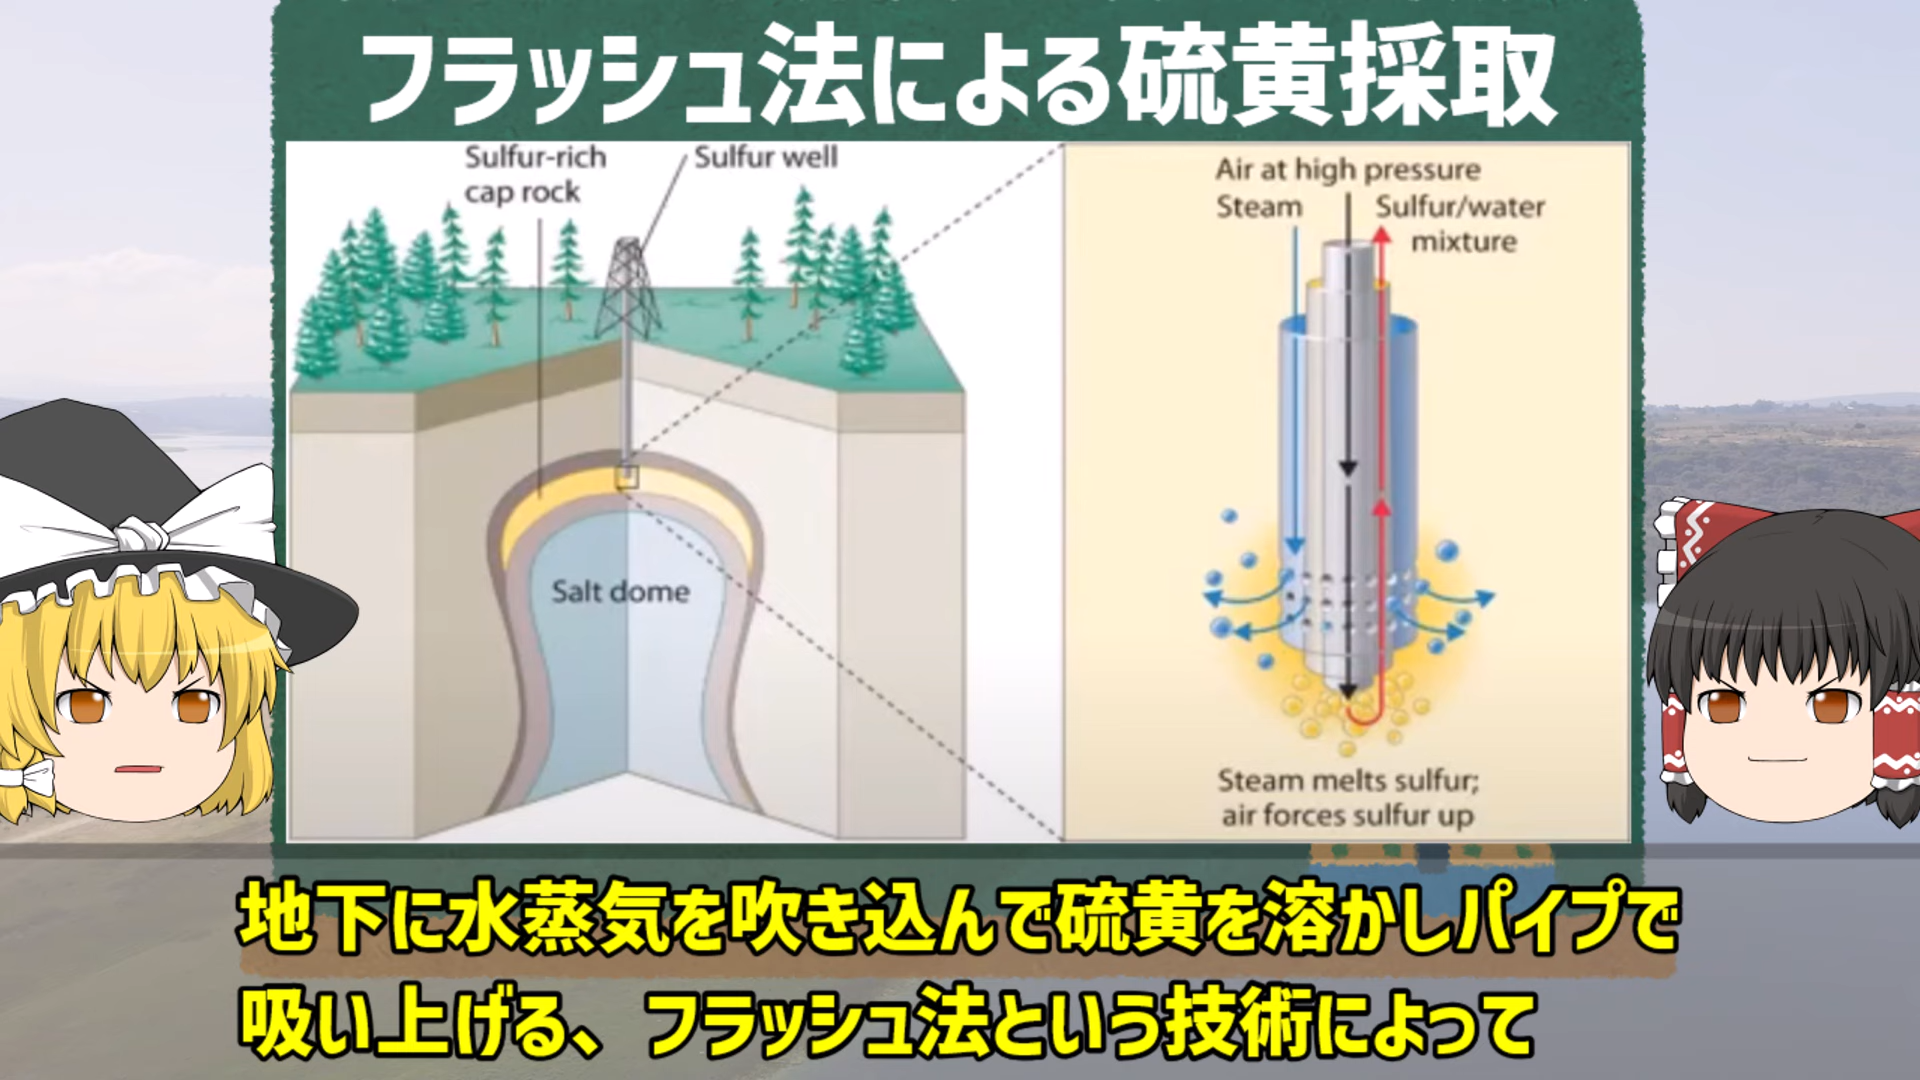 フラッシュ法による硫黄採取
Sulfur-rich
cap rock
Sulfur well
Salt dome
Air at high pressure
Steam
Sulfur/water
mixture
Steam melts sulfur;
air forces sulfur up
地下に水蒸気を吹き込んで硫黄を溶かしパイプで
吸い上げる、フラッシュ法という技術によって